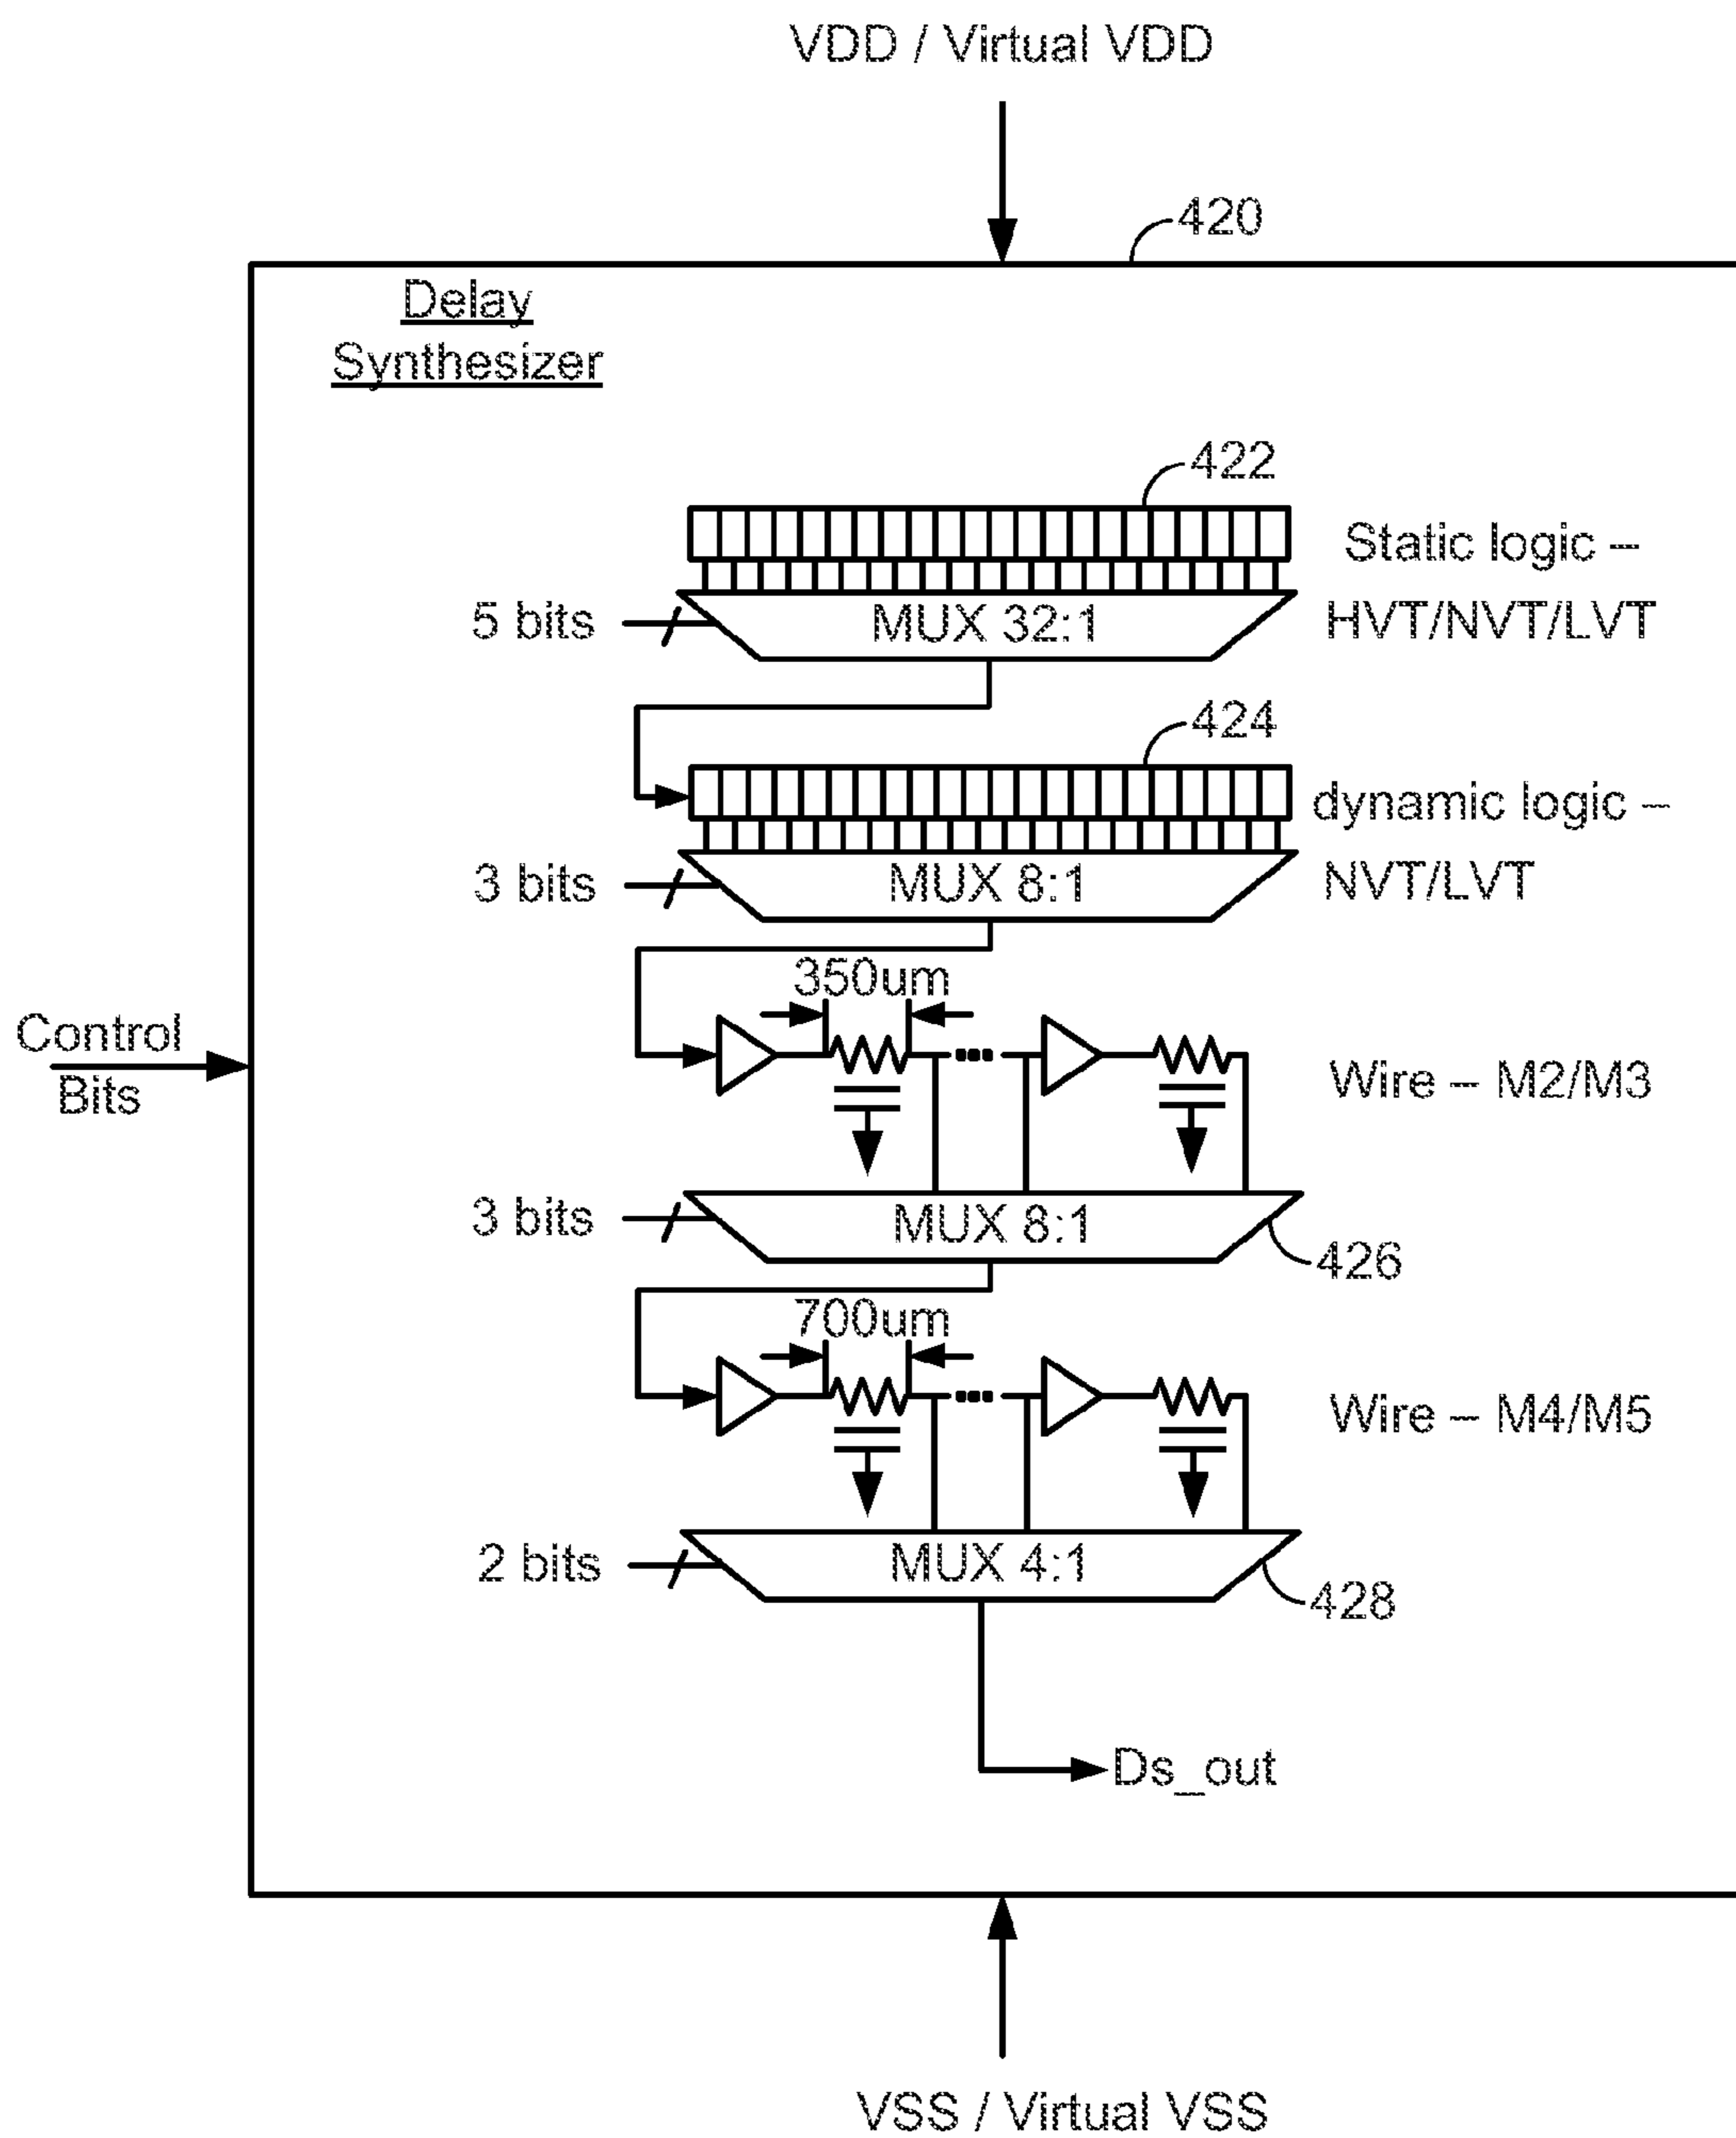 VDD / Virtual VDD
420
Delay
Synthesizer
422
Static logic –
5 bits
MUX 32:1
HVT/NVT/LVT
424
dynamic logic –
3 bits
MUX 8:1
NVT/LVT
350um
Control
Bits
Wire – M2/M3
3 bits
MUX 8:1
426
700um
Wire – M4/M5
2 bits
MUX 4:1
428
Ds_out
VSS / Virtual VSS